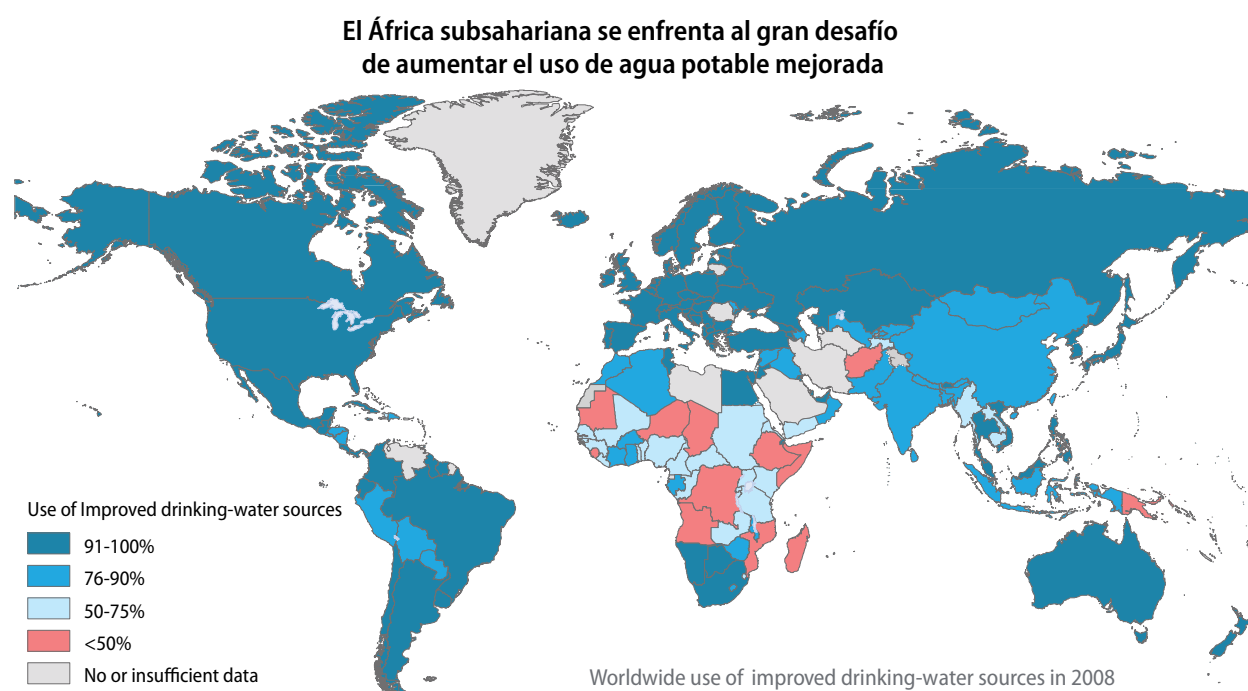 El África subsahariana se enfrenta al gran desafío
de aumentar el uso de agua potable mejorada
Use of Improved drinking-water sources
91-100%
76-90%
50-75%
<50%
No or insufficient data
Worldwide use of improved drinking-water sources in 2008